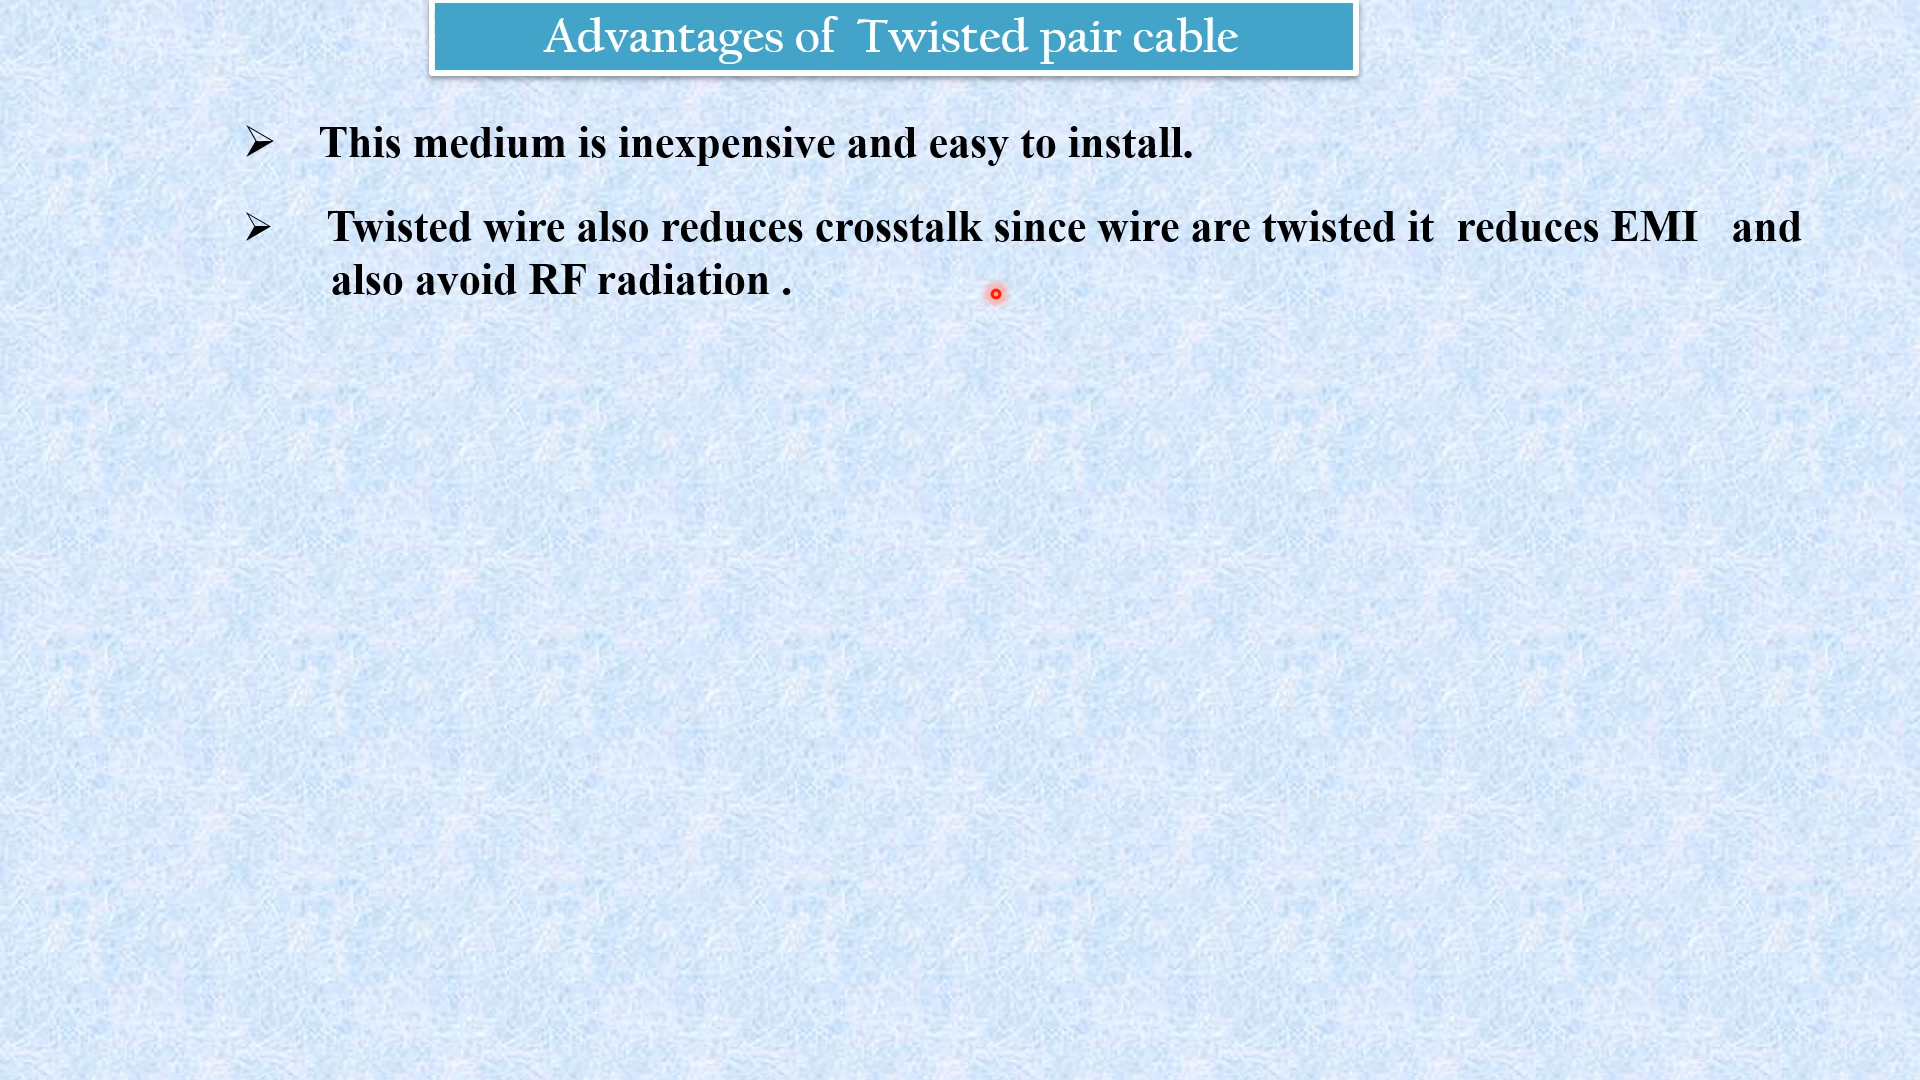 Advantages of Twisted pair cable
This medium is inexpensive and easy to install.
Twisted wire also reduces crosstalk since wire are twisted it reduces EMI and
also avoid RF radiation .